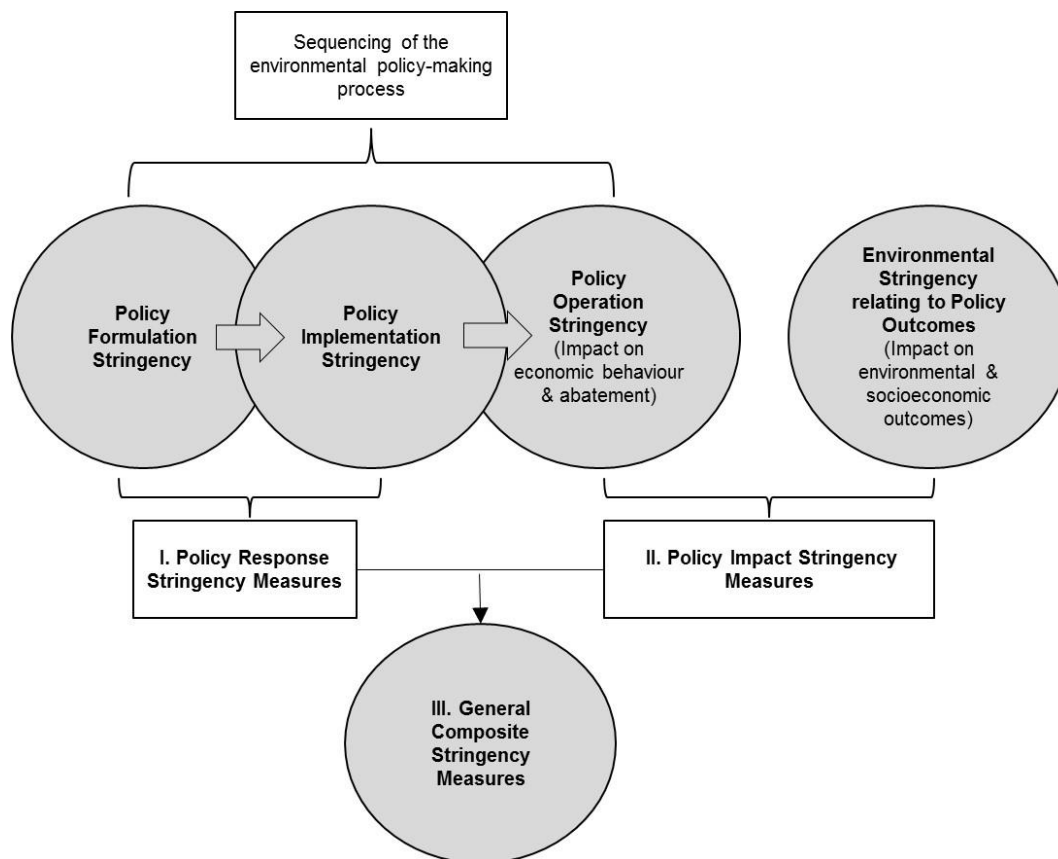 Sequencing of the
environmental policy-making
process
Policy
Formulation
Stringency
Policy
Implementation
Stringency
Policy
Operation
Stringency
(Impact on
economic behaviour
& abatement)
Environmental
Stringency
relating to Policy
Outcomes
(Impact on
environmental &
socioeconomic
outcomes)
I. Policy Response
Stringency Measures
II. Policy Impact Stringency
Measures
III. General
Composite
Stringency
Measures